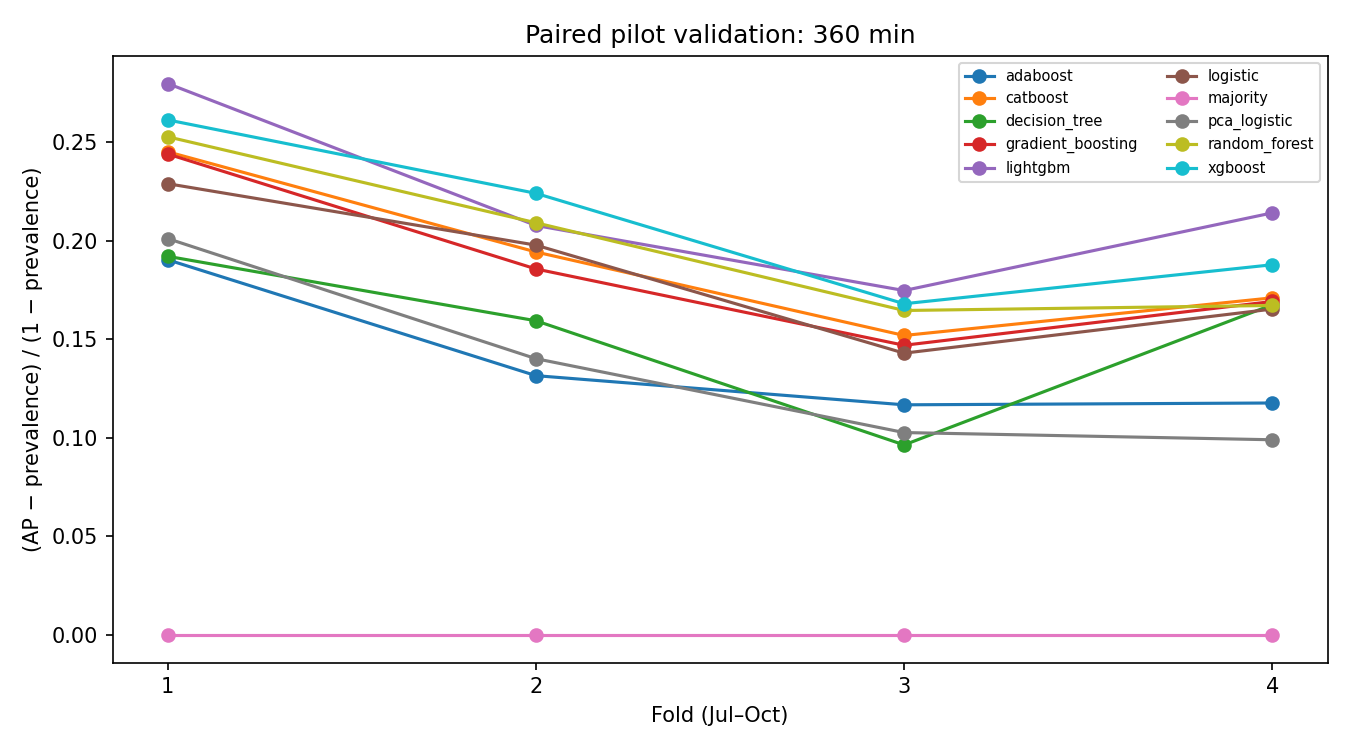 Paired pilot validation: 360 min
(AP − prevalence) / (1 − prevalence)
0.25
0.20
0.15
0.10
0.05
0.00
adaboost
catboost
decision_tree
gradient_boosting
lightgbm
logistic
majority
pca_logistic
random_forest
xgboost
1 2 3 4
Fold (Jul–Oct)